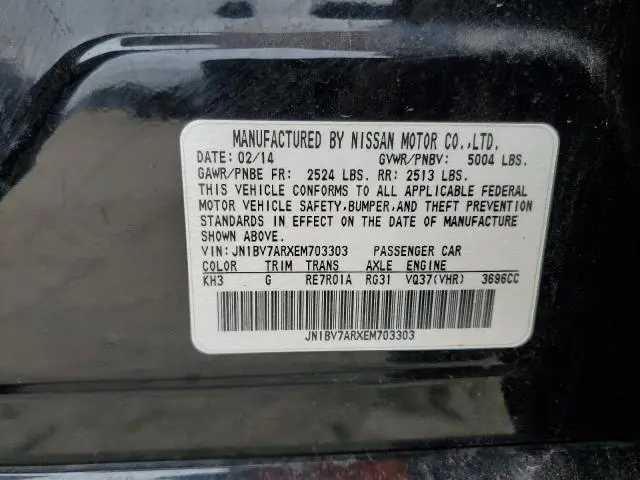 MANUFACTURED BY NISSAN MOTOR CO.,LTD.
DATE: 02/14 GVWR/PNBV: 5004 LBS.
GAWR/PNBE FR: 2524 LBS. RR: 2513 LBS.
THIS VEHICLE CONFORMS TO ALL APPLICABLE FEDERAL
MOTOR VEHICLE SAFETY,BUMPER,AND THEFT PREVENTION
STANDARDS IN EFFECT ON THE DATE OF MANUFACTURE
SHOWN ABOVE.
VIN: JN1BV7ARXEM703303 PASSENGER CAR
COLOR TRIM TRANS AXLE ENGINE
KH3 G RE7R01A RG31 VQ37(VHR) 3696CC
JN1BV7ARXEM703303